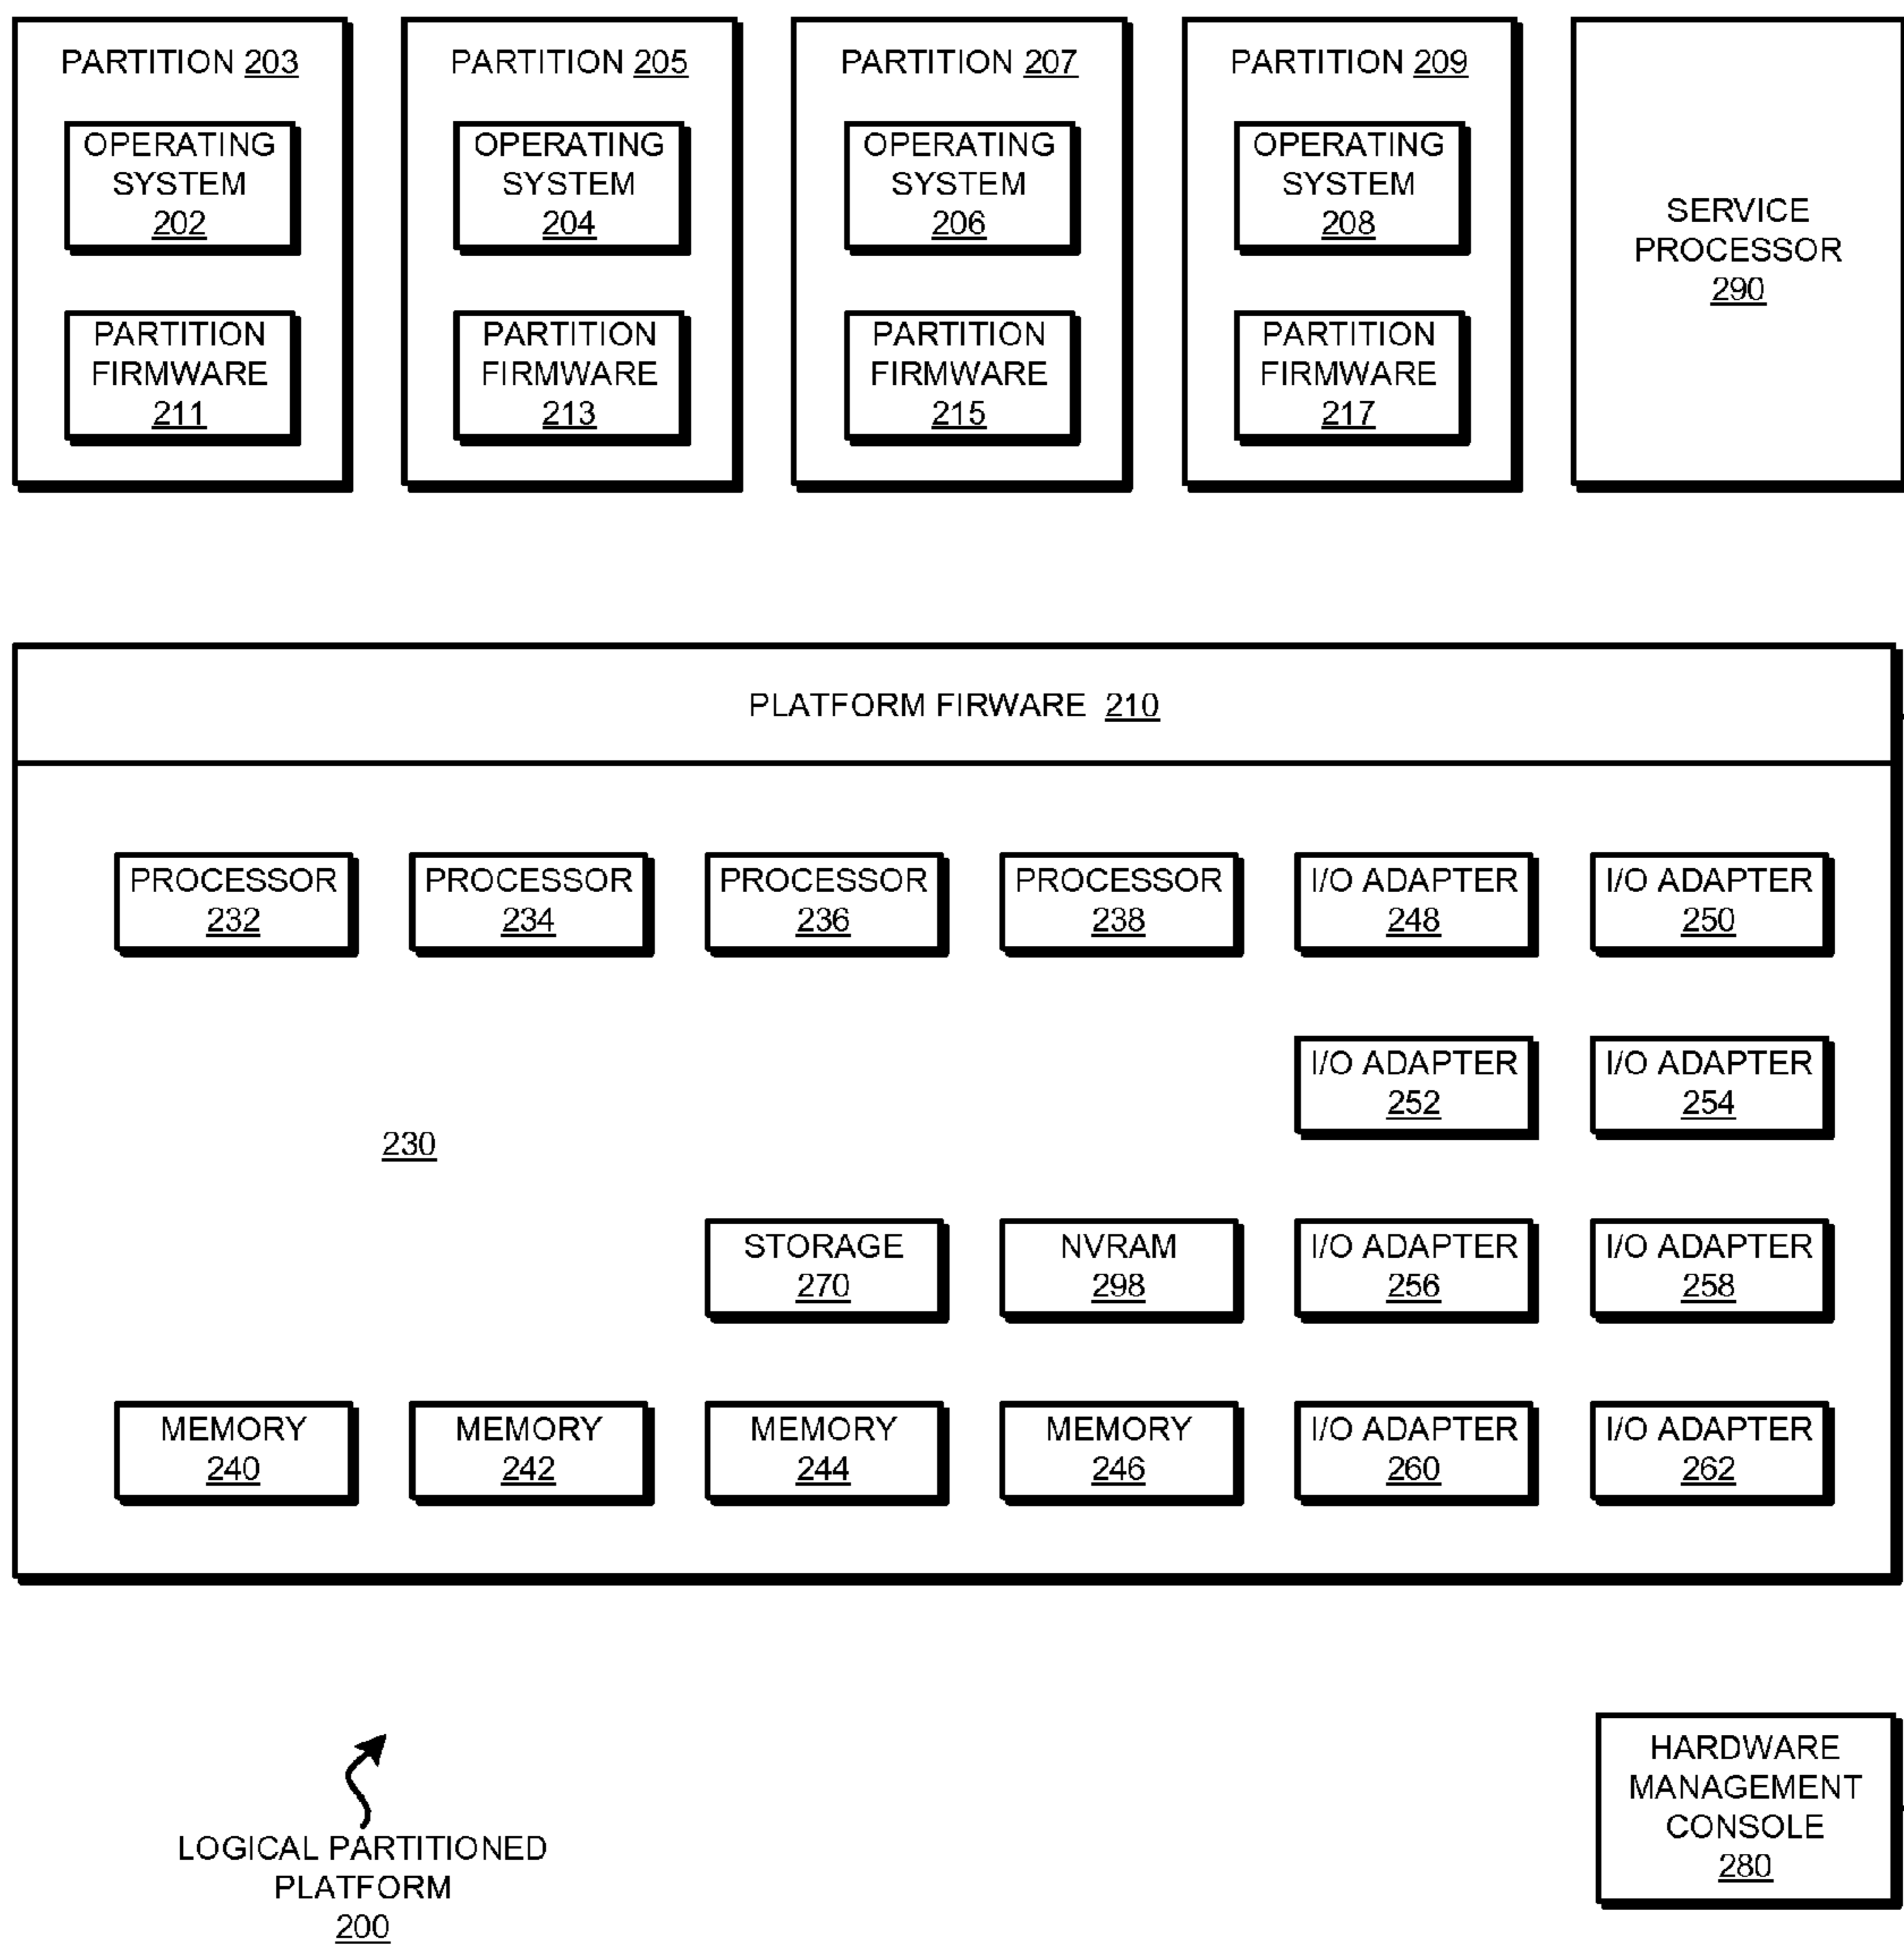 PARTITION 203
OPERATING
SYSTEM
202
PARTITION
FIRMWARE
211
PARTITION 205
OPERATING
SYSTEM
204
PARTITION
FIRMWARE
213
PARTITION 207
OPERATING
SYSTEM
206
PARTITION
FIRMWARE
215
PARTITION 209
OPERATING
SYSTEM
208
PARTITION
FIRMWARE
217
SERVICE
PROCESSOR
290
PLATFORM FIRWARE 210
PROCESSOR
232
PROCESSOR
234
PROCESSOR
236
PROCESSOR
238
I/O ADAPTER
248
I/O ADAPTER
250
I/O ADAPTER
252
I/O ADAPTER
254
230
STORAGE
270
NVRAM
298
I/O ADAPTER
256
I/O ADAPTER
258
MEMORY
240
MEMORY
242
MEMORY
244
MEMORY
246
I/O ADAPTER
260
I/O ADAPTER
262
LOGICAL PARTITIONED
PLATFORM
200
HARDWARE
MANAGEMENT
CONSOLE
280